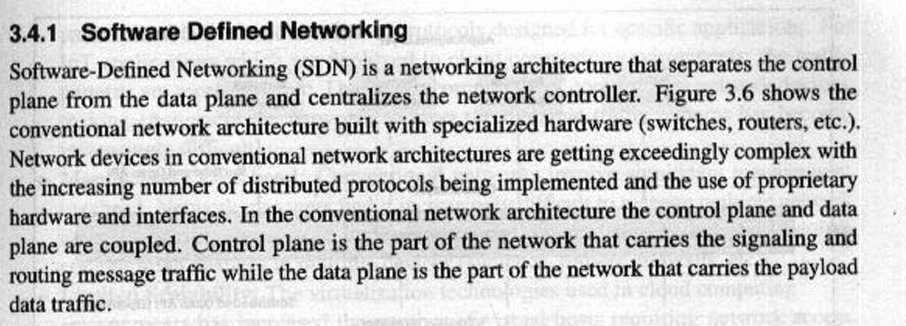 3.4.1 Software Defined Networking
Software-Defined Networking (SDN) is a networking architecture that separates the control
plane from the data plane and centralizes the network controller. Figure 3.6 shows the
conventional network architecture built with specialized hardware (switches, routers, etc.).
Network devices in conventional network architectures are getting exceedingly complex with
the increasing number of distributed protocols being implemented and the use of proprietary
hardware and interfaces. In the conventional network architecture the control plane and data
plane are coupled. Control plane is the part of the network that carries the signaling and
routing message traffic while the data plane is the part of the network that carries the payload
data traffic.